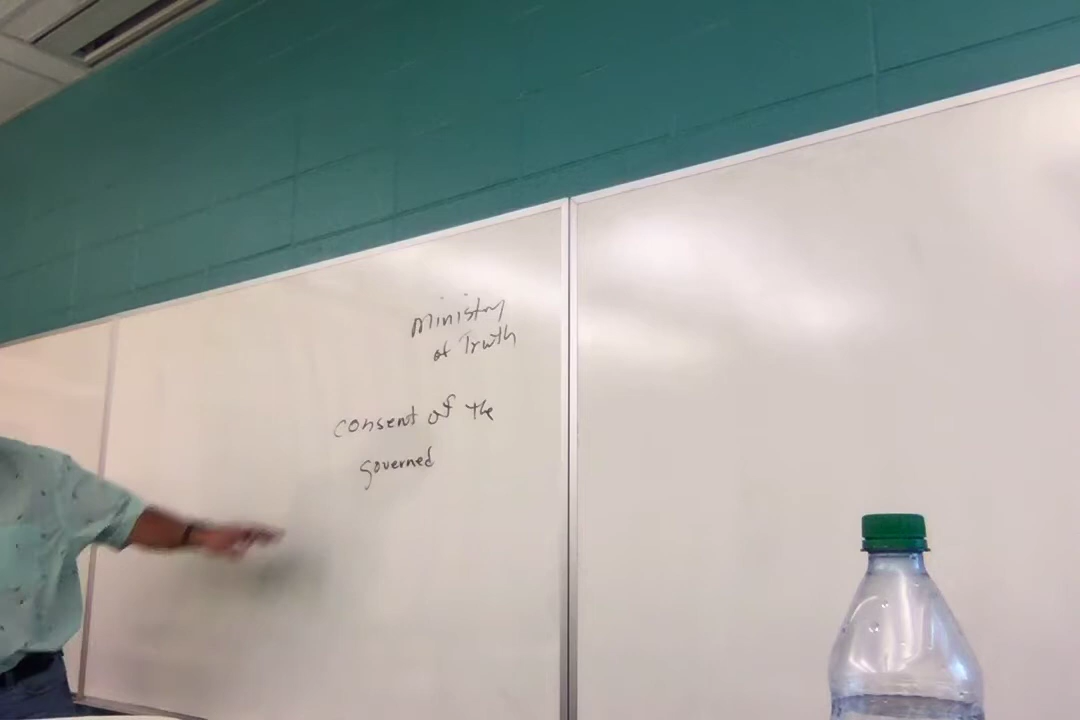 Ministry
of Truth
consent of the
governed